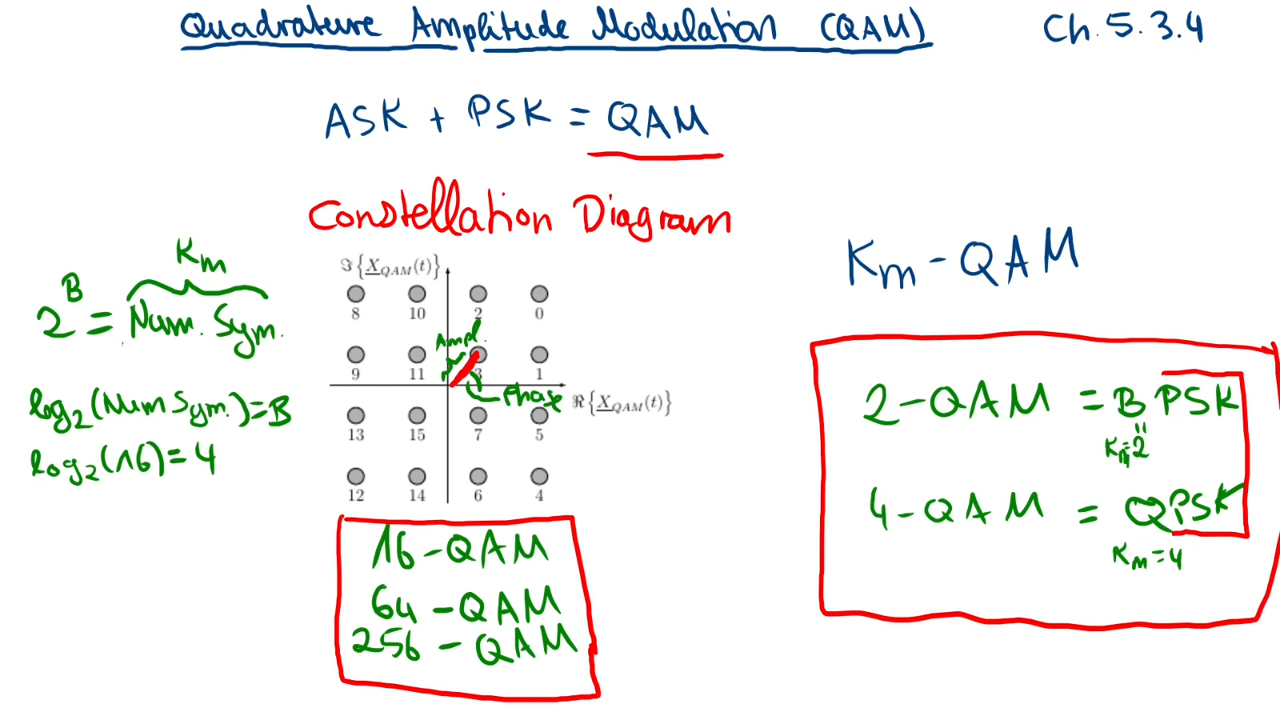 Quadrature Amplitude Modulation (QAM) Ch. 5.3.4
ASK + PSK = QAM
Constellation Diagram
Km - QAM
Km
2^B = Num. Sym.
log2(Num Sym.) = B
log2(16) = 4
ℑ{X_QAM(t)}
8 10 2 0
Ampl.
9 11 3 1
Phase
ℜ{X_QAM(t)}
13 15 7 5
12 14 6 4
16-QAM
64-QAM
256-QAM
2-QAM = BPSK
Km=2
4-QAM = QPSK
Km=4